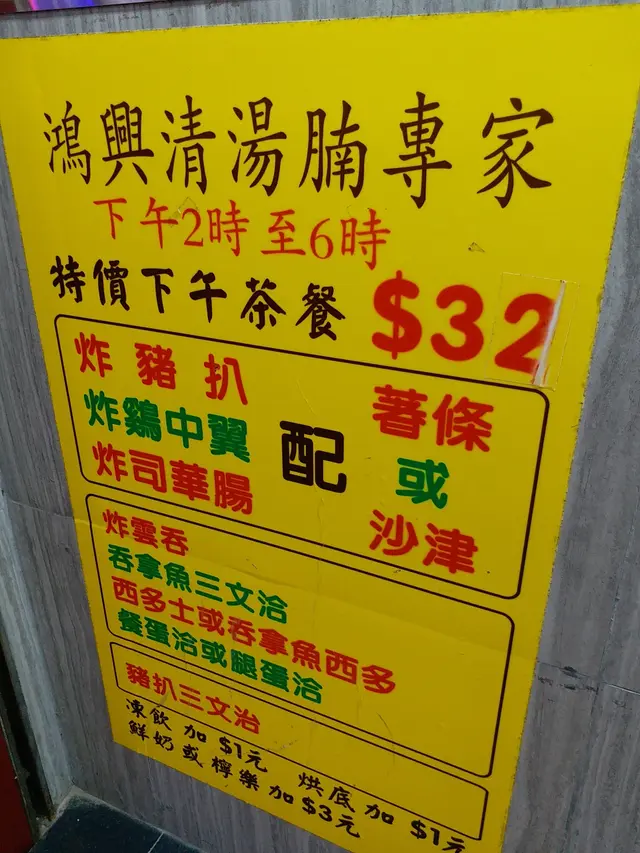 鴻興清湯腩專家
下午2時至6時
特價下午茶餐 $32
炸豬扒
炸鷄中翼
炸司華腸
配
薯條
或
沙津
炸雲吞
吞拿魚三文洽
西多士或吞拿魚西多
餐蛋洽或腿蛋洽
豬扒三文治
凍飲加$1元 烘底加$1元
鮮奶或檸樂加$3元